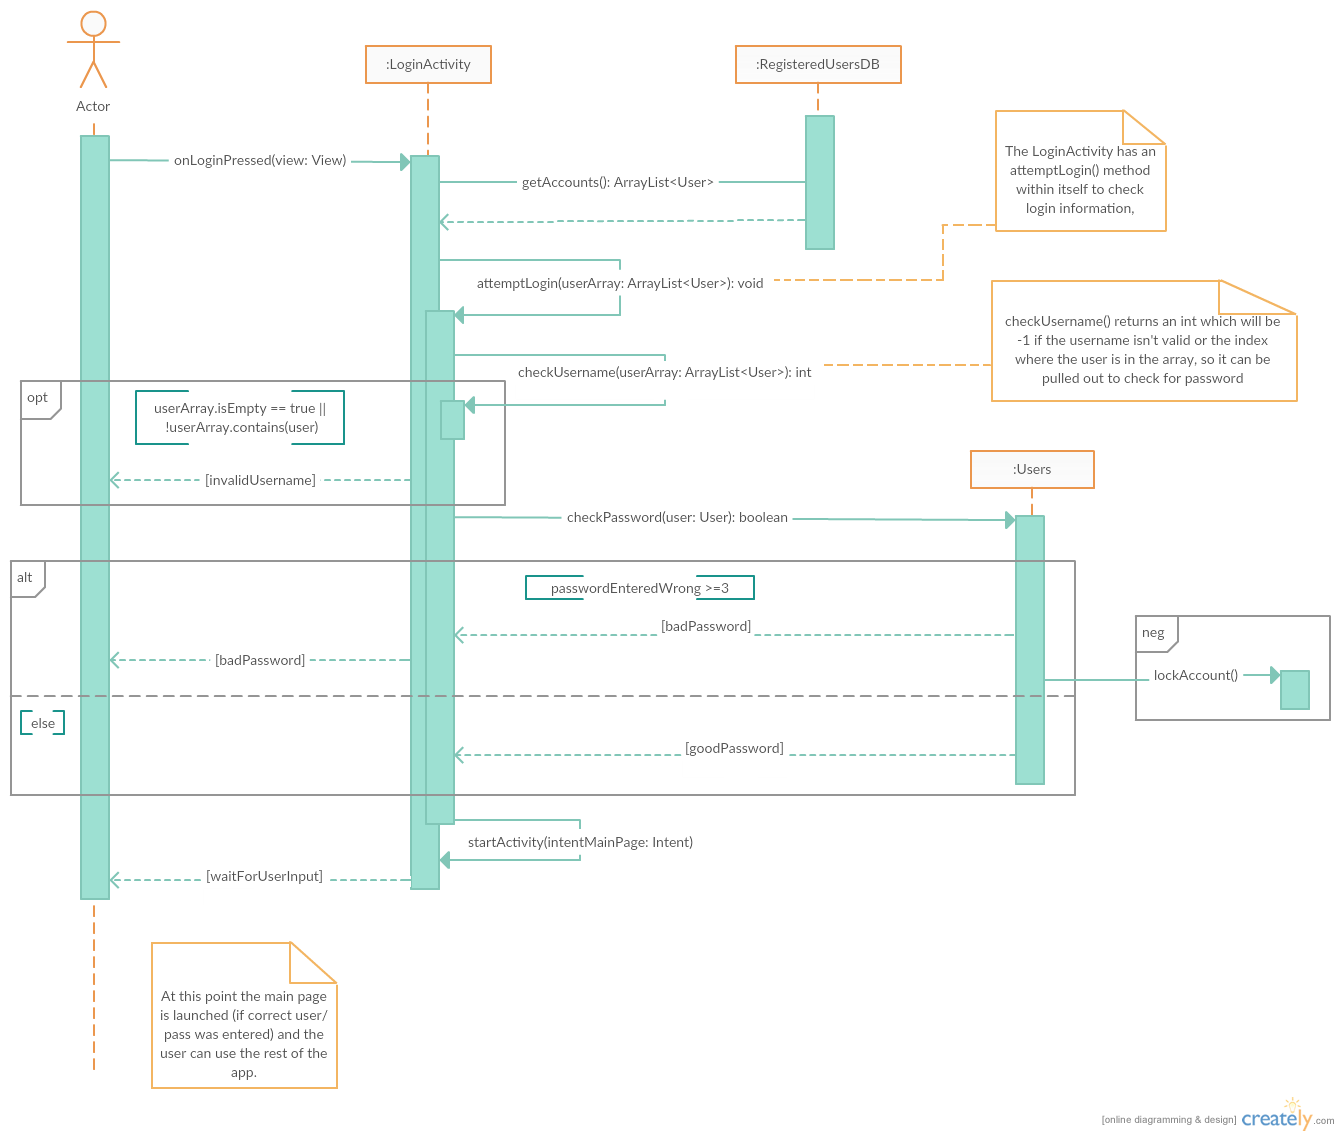 Actor
:LoginActivity
:RegisteredUsersDB
onLoginPressed(view: View)
getAccounts(): ArrayList<User>
The LoginActivity has an
attemptLogin() method
within itself to check
login information,
attemptLogin(userArray: ArrayList<User>): void
checkUsername() returns an int which will be
-1 if the username isn't valid or the index
where the user is in the array, so it can be
pulled out to check for password
checkUsername(userArray: ArrayList<User>): int
opt
userArray.isEmpty == true ||
!userArray.contains(user)
[invalidUsername]
:Users
checkPassword(user: User): boolean
alt
passwordEnteredWrong >=3
[badPassword]
[badPassword]
neg
lockAccount()
else
[goodPassword]
startActivity(intentMainPage: Intent)
[waitForUserInput]
At this point the main page
is launched (if correct user/
pass was entered) and the
user can use the rest of the
app.
[online diagramming & design] creately.com